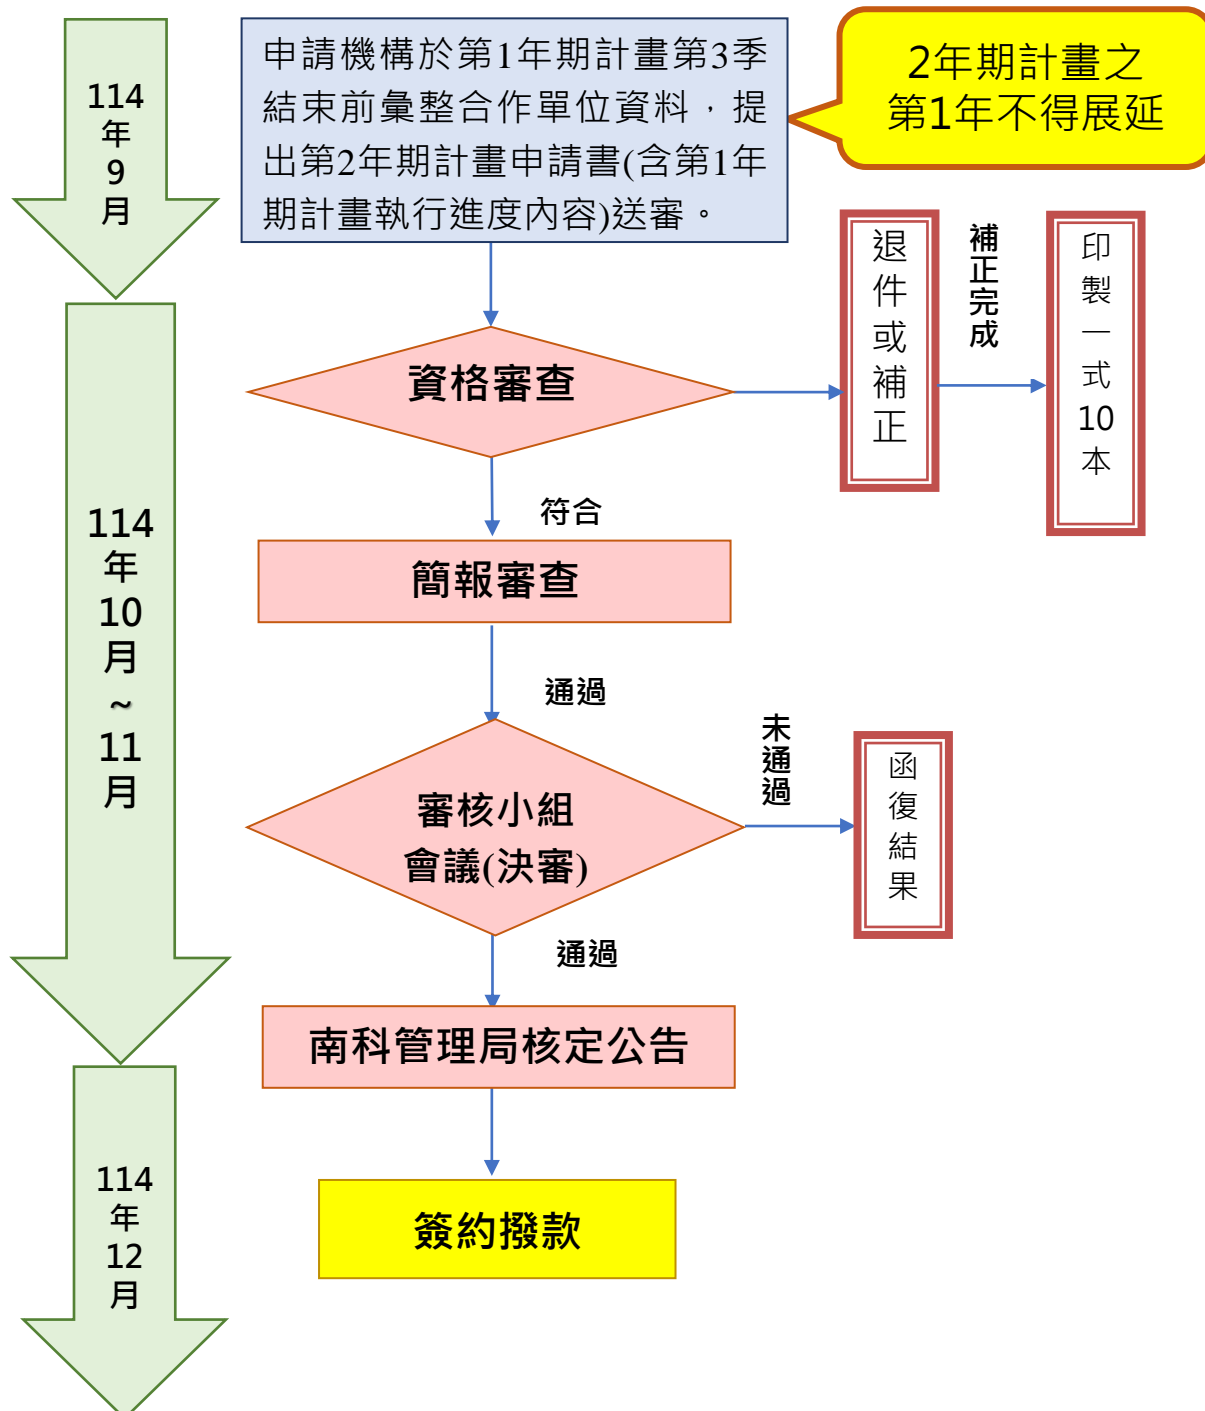 114
年
9
月
申請機構於第1年期計畫第3季
結束前彙整合作單位資料，提
出第2年期計畫申請書(含第1年
期計畫執行進度內容)送審。
2年期計畫之
第1年不得展延
資格審查
退件或補正
補正完成
印製一式10本
符合
114
年
10
月
~
11
月
簡報審查
通過
審核小組
會議(決審)
未通過
函復結果
通過
南科管理局核定公告
114
年
12
月
簽約撥款